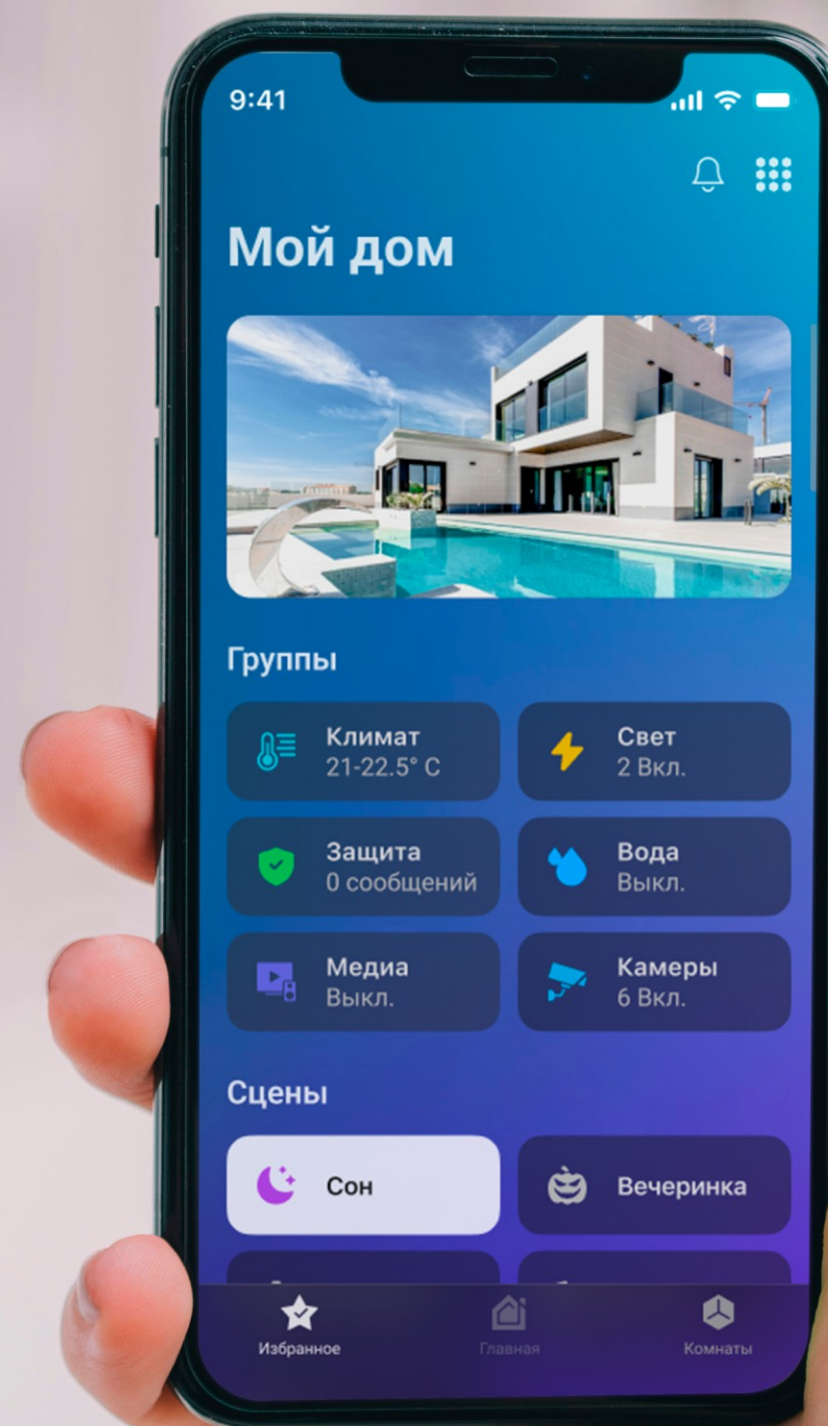 9:41
Мой дом
Группы
Климат
21-22.5° C
Свет
2 Вкл.
Защита
0 сообщений
Вода
Выкл.
Медиа
Выкл.
Камеры
6 Вкл.
Сцены
Сон
Вечеринка
Избранное
Главная
Комнаты